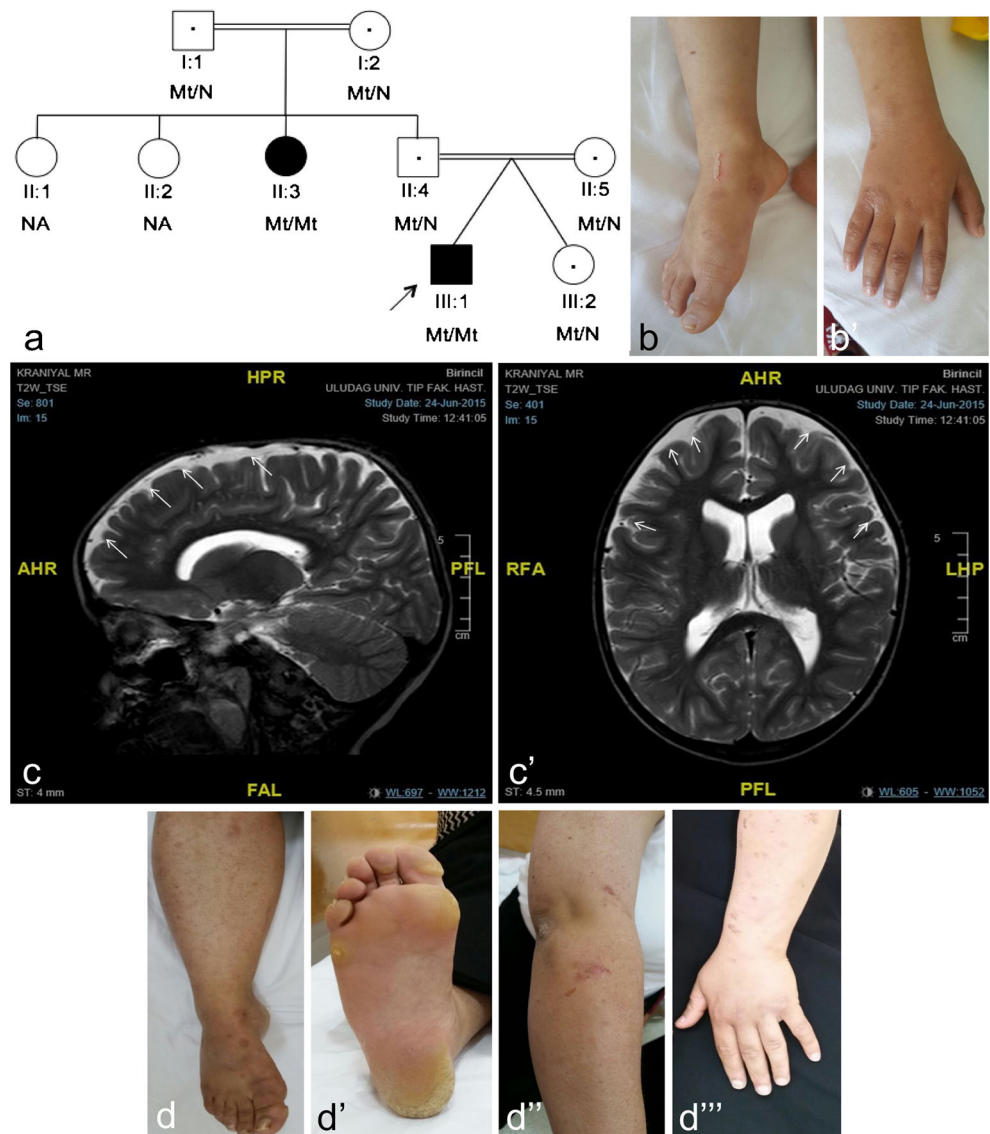 I:1
I:2
Mt/N
Mt/N
II:1
II:2
II:3
II:4
II:5
NA
NA
Mt/Mt
Mt/N
Mt/N
III:1
III:2
Mt/Mt
Mt/N
a
b
b'
KRANIYAL MR
T2W_TSE
Se: 801
Im: 15
HPR
Birincil
ULUDAG UNIV. TIP FAK. HAST.
Study Date: 24-Jun-2015
Study Time: 12:41:05
AHR
PFL
5
cm
c
ST: 4 mm
FAL
WL:697 - WW:1212
KRANIYAL MR
T2W_TSE
Se: 401
Im: 15
AHR
Birincil
ULUDAG UNIV. TIP FAK. HAST.
Study Date: 24-Jun-2015
Study Time: 12:41:05
RFA
LHP
5
cm
c'
ST: 4.5 mm
PFL
WL:605 - WW:1052
d
d'
d''
d'''